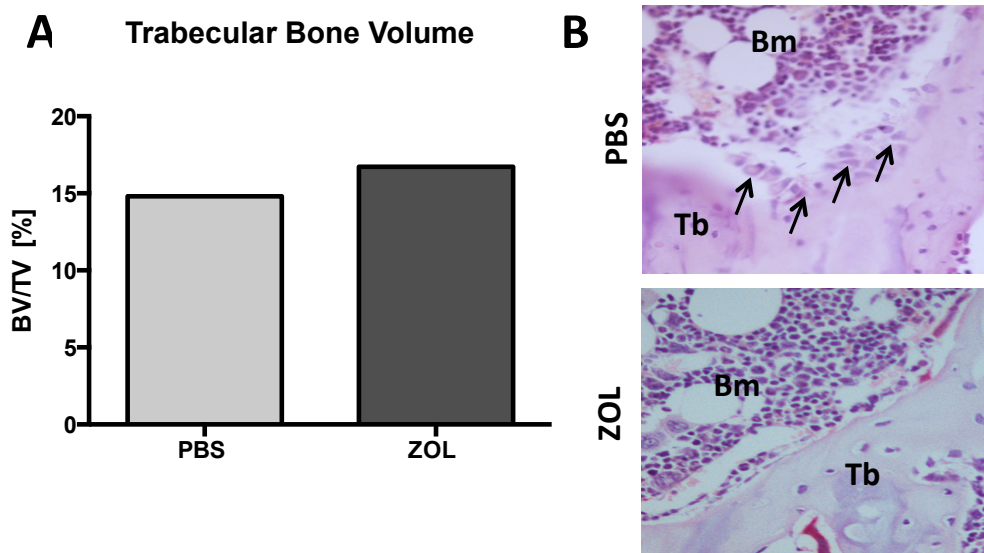 A
Trabecular Bone Volume
BV/TV [%]
20
15
10
5
0
PBS
ZOL
B
PBS
Bm
Tb
ZOL
Bm
Tb